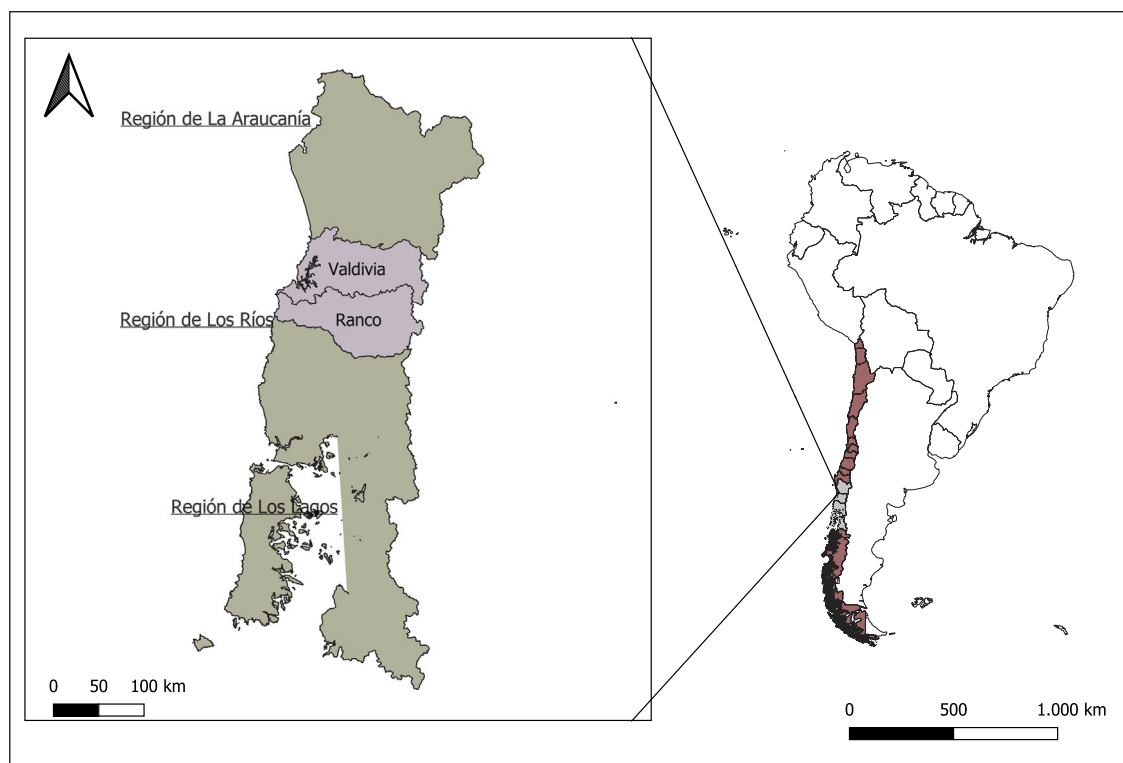 Región de La Araucanía
Valdivia
Región de Los Ríos
Ranco
Región de Los Lagos
0 50 100 km
0 500 1.000 km